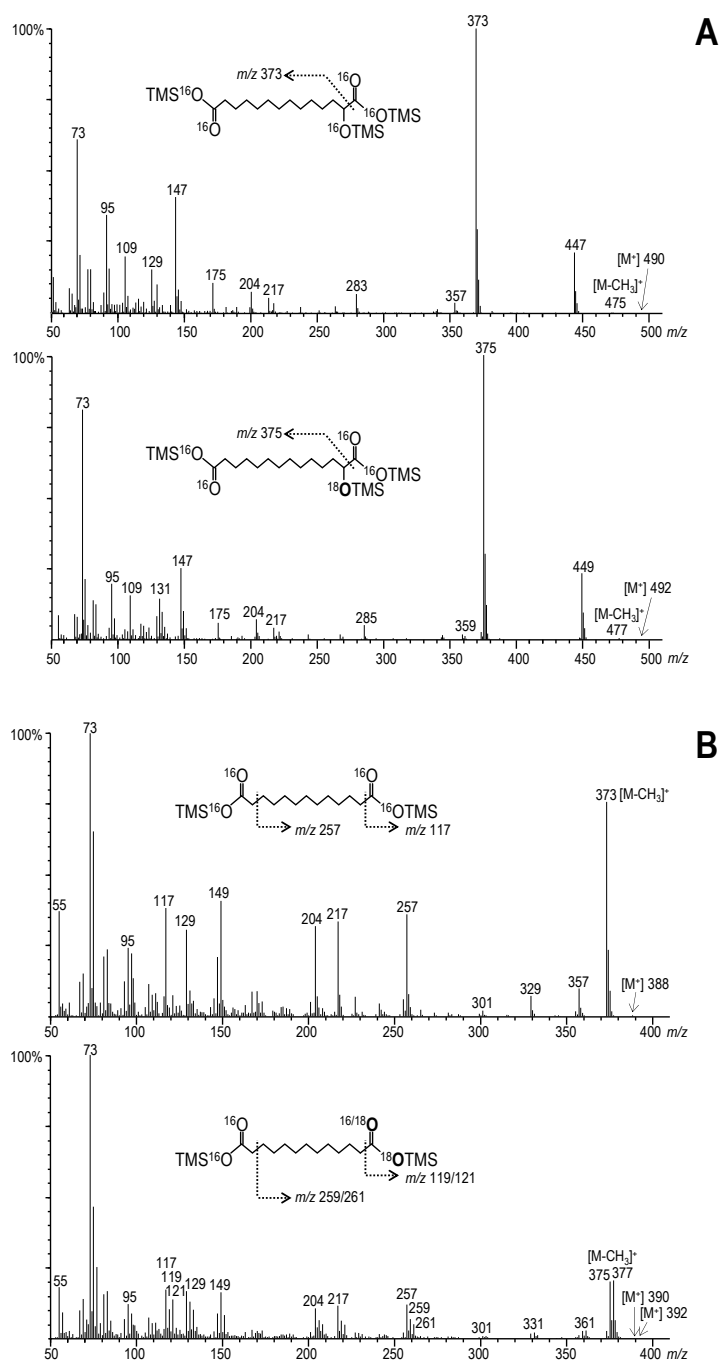 A
100%
373
m/z 373
16O
TMS16O
16O
16OTMS
16OTMS
73
147
95
109
129
175
204
217
283
357
447
[M+] 490
[M-CH3]+
475
50 100 150 200 250 300 350 400 450 500 m/z
100%
375
73
m/z 375
16O
TMS16O
16O
16OTMS
18OTMS
147
95
109
131
175
204
217
285
359
449
[M+] 492
[M-CH3]+
477
50 100 150 200 250 300 350 400 450 500 m/z
B
100%
73
16O
16O
TMS16O
16OTMS
m/z 257
m/z 117
373 [M-CH3]+
55
95
117
129
149
204
217
257
301
329
357
[M+] 388
50 100 150 200 250 300 350 400 m/z
100%
73
16O
16/18O
TMS16O
18OTMS
m/z 119/121
m/z 259/261
[M-CH3]+
375 377
55
95
117
119
121
129
149
204
217
257
259
261
301
331
361
[M+] 390
[M+] 392
50 100 150 200 250 300 350 400 m/z